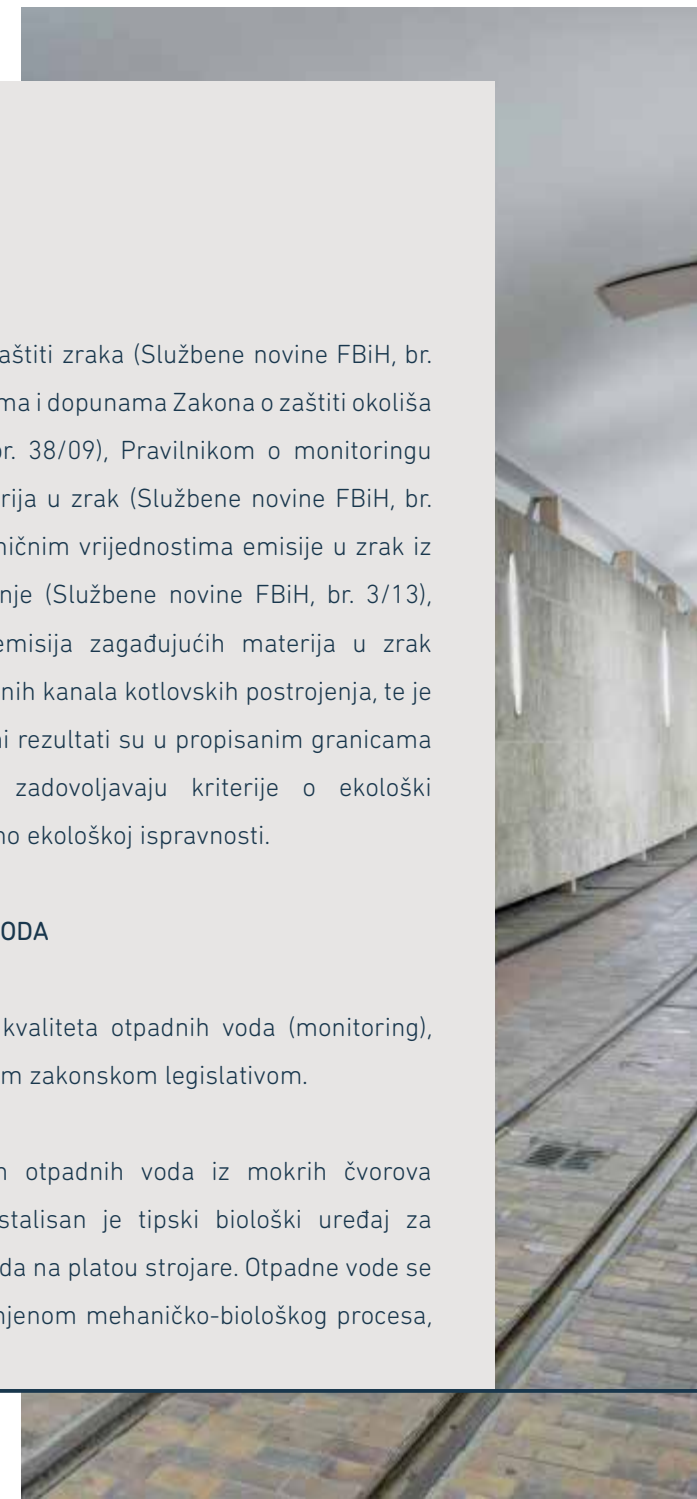 aštiti zraka (Službene novine FBiH, br.
ma i dopunama Zakona o zaštiti okoliša
br. 38/09), Pravilnikom o monitoringu
rija u zrak (Službene novine FBiH, br.
ničnim vrijednostima emisije u zrak iz
nje (Službene novine FBiH, br. 3/13),
emisija zagađujućih materija u zrak
nih kanala kotlovskih postrojenja, te je
ni rezultati su u propisanim granicama
zadovoljavaju kriterije o ekološki
no ekološkoj ispravnosti.
ODA
kvaliteta otpadnih voda (monitoring),
m zakonskom legislativom.
h otpadnih voda iz mokrih čvorova
stalisan je tipski biološki uređaj za
da na platou strojare. Otpadne vode se
njenom mehaničko-biološkog procesa,